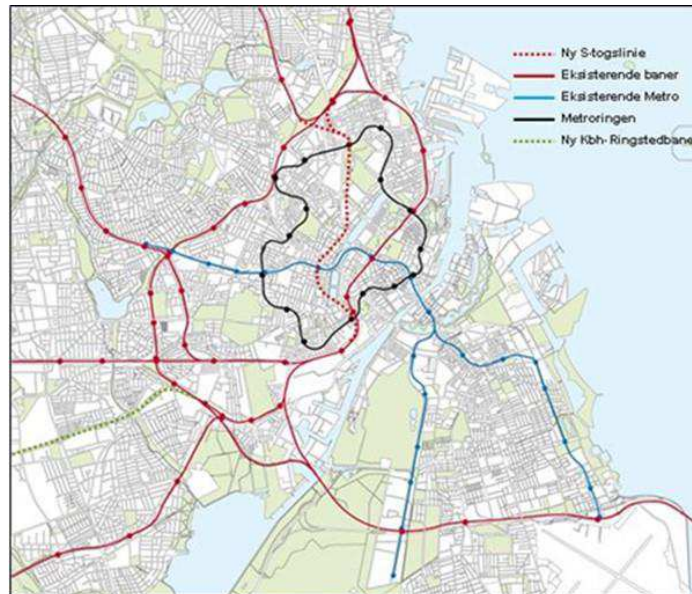 Ny S-togslinie
Eksisterende baner
Eksisterende Metro
Metroringen
Ny Kbh- Ringstedbane